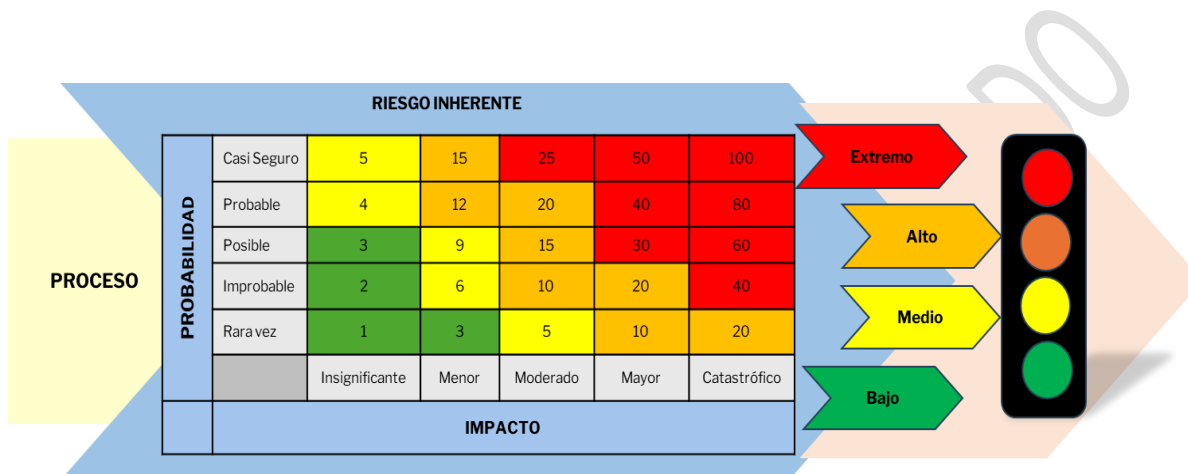 DO
RIESGO INHERENTE
PROCESO
PROBABILIDAD
Casi Seguro 5 15 25 50 100
Probable 4 12 20 40 80
Posible 3 9 15 30 60
Improbable 2 6 10 20 40
Rara vez 1 3 5 10 20
Insignificante Menor Moderado Mayor Catastrófico
IMPACTO
Extremo
Alto
Medio
Bajo